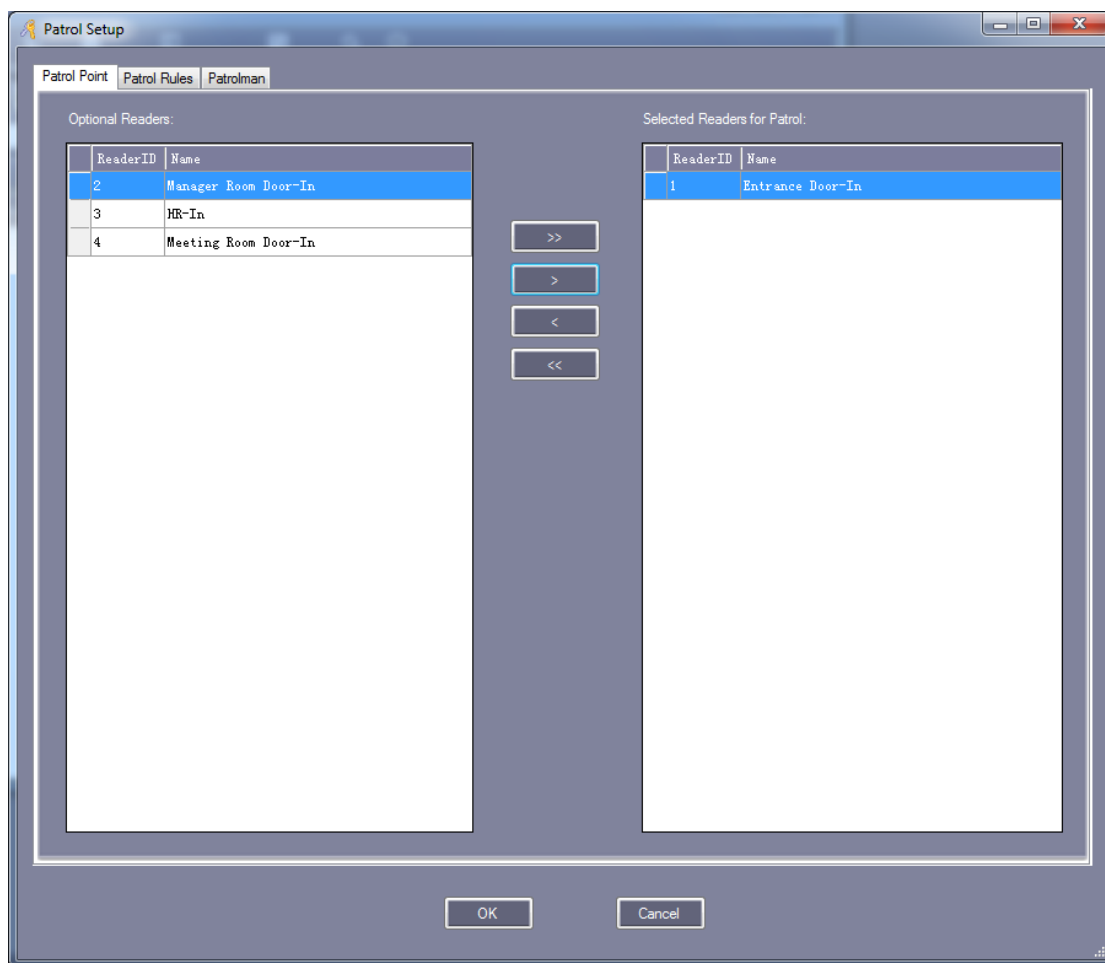 Patrol Setup
Patrol Point Patrol Rules Patrolman
Optional Readers: Selected Readers for Patrol:
ReaderID Name ReaderID Name
2 Manager Room Door-In 1 Entrance Door-In
3 HR-In
4 Meeting Room Door-In
>>
>
<
<<
OK Cancel